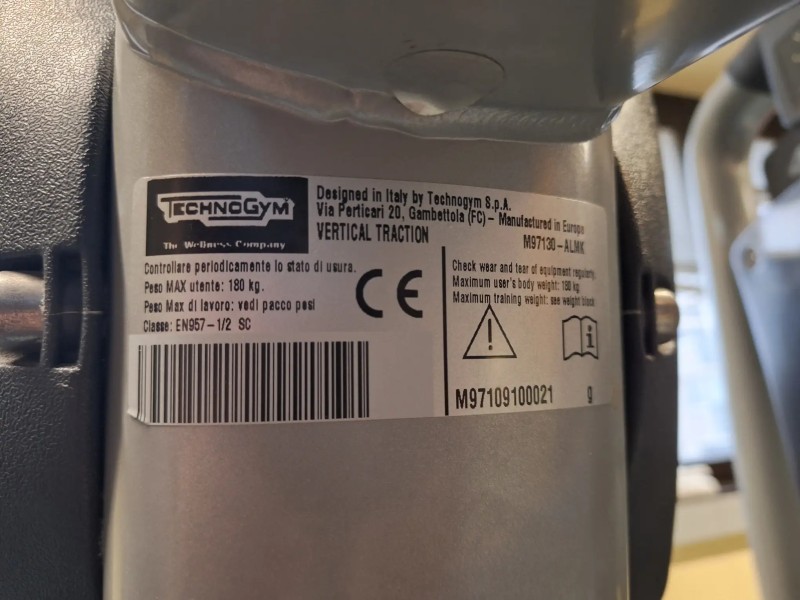 TECHNOGYM
The Wellness Company
Designed in Italy by Technogym S.p.A.
Via Perticari 20, Gambettola (FC) - Manufactured in Europe
VERTICAL TRACTION
M97130-ALMK
Controllare periodicamente lo stato di usura.
Peso MAX utente: 180 kg.
Peso Max di lavoro: vedi pacco pesi
Classe: EN957-1/2 SC
CE
Check wear and tear of equipment regularly.
Maximum user's body weight: 180 kg
Maximum training weight: see weight block
M97109100021 g